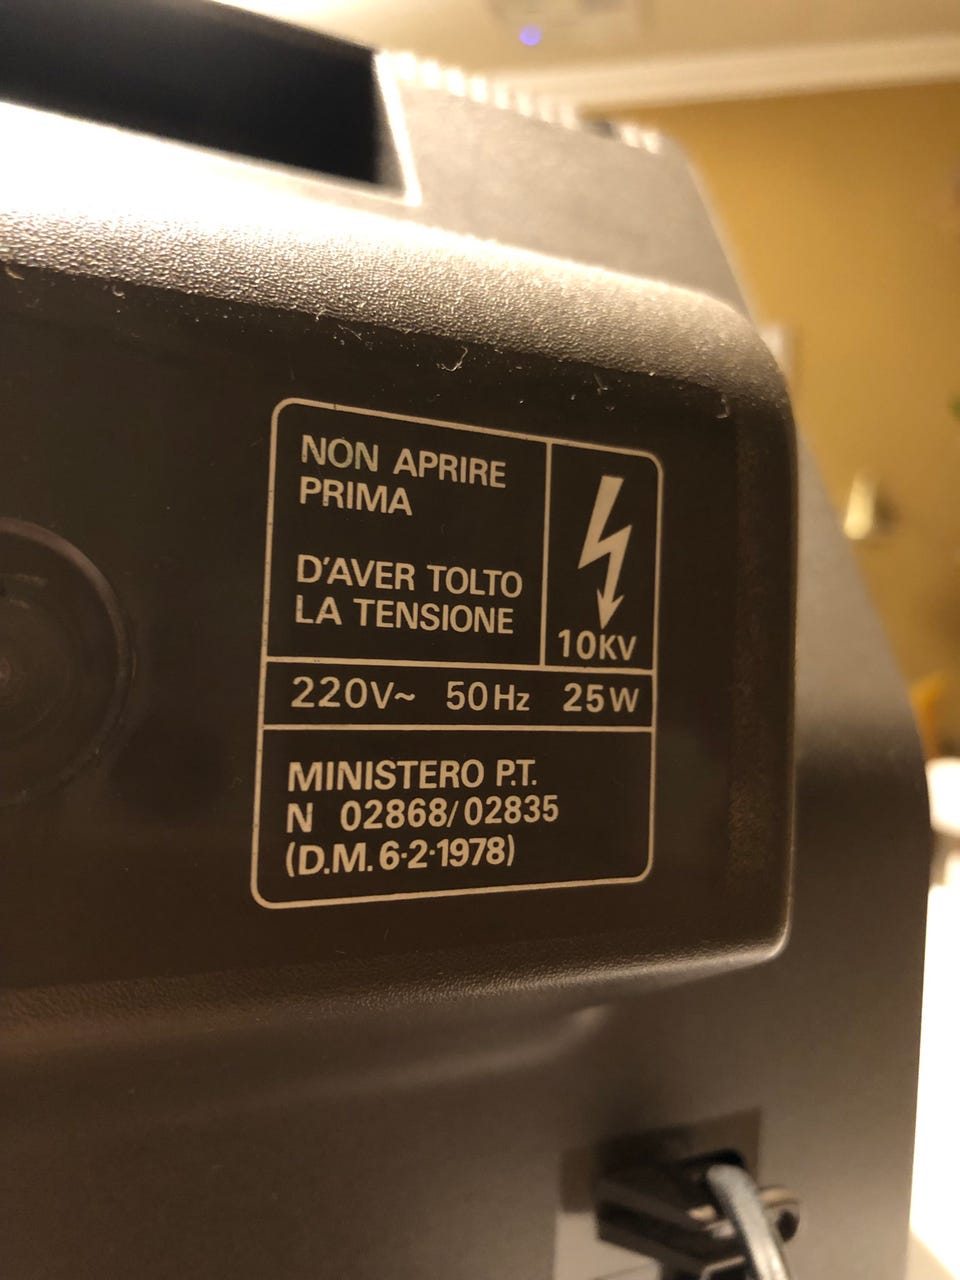 NON APRIRE
PRIMA
D'AVER TOLTO
LA TENSIONE
10KV
220V~ 50Hz 25W
MINISTERO P.T.
N 02868/02835
(D.M. 6-2-1978)